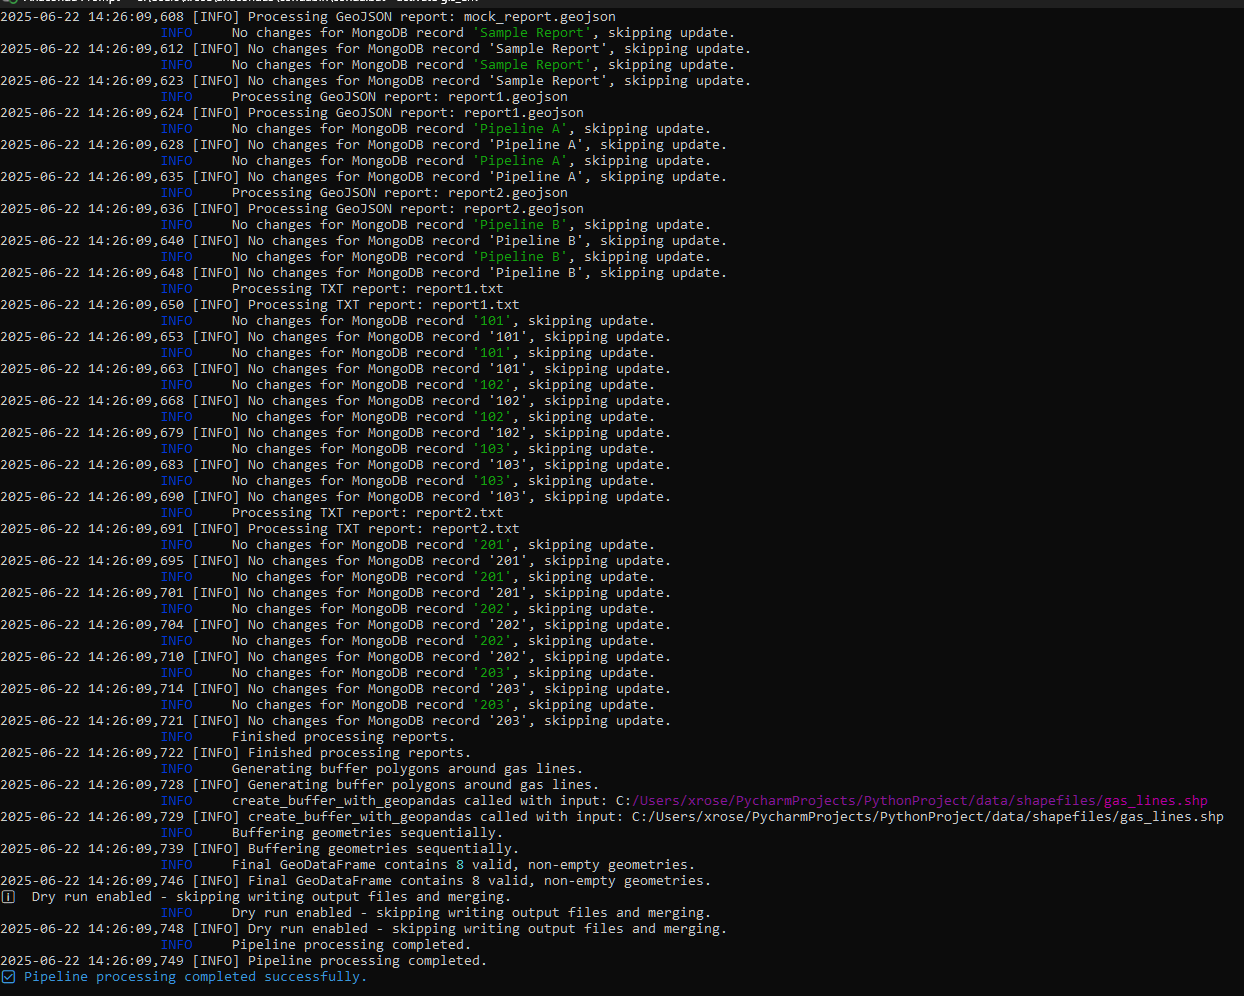 2025-06-22 14:26:09,608 [INFO] Processing GeoJSON report: mock_report.geojson
INFO No changes for MongoDB record 'Sample Report', skipping update.
2025-06-22 14:26:09,612 [INFO] No changes for MongoDB record 'Sample Report', skipping update.
INFO No changes for MongoDB record 'Sample Report', skipping update.
2025-06-22 14:26:09,623 [INFO] No changes for MongoDB record 'Sample Report', skipping update.
INFO Processing GeoJSON report: report1.geojson
2025-06-22 14:26:09,624 [INFO] Processing GeoJSON report: report1.geojson
INFO No changes for MongoDB record 'Pipeline A', skipping update.
2025-06-22 14:26:09,628 [INFO] No changes for MongoDB record 'Pipeline A', skipping update.
INFO No changes for MongoDB record 'Pipeline A', skipping update.
2025-06-22 14:26:09,635 [INFO] No changes for MongoDB record 'Pipeline A', skipping update.
INFO Processing GeoJSON report: report2.geojson
2025-06-22 14:26:09,636 [INFO] Processing GeoJSON report: report2.geojson
INFO No changes for MongoDB record 'Pipeline B', skipping update.
2025-06-22 14:26:09,640 [INFO] No changes for MongoDB record 'Pipeline B', skipping update.
INFO No changes for MongoDB record 'Pipeline B', skipping update.
2025-06-22 14:26:09,648 [INFO] No changes for MongoDB record 'Pipeline B', skipping update.
INFO Processing TXT report: report1.txt
2025-06-22 14:26:09,650 [INFO] Processing TXT report: report1.txt
INFO No changes for MongoDB record '101', skipping update.
2025-06-22 14:26:09,653 [INFO] No changes for MongoDB record '101', skipping update.
INFO No changes for MongoDB record '101', skipping update.
2025-06-22 14:26:09,663 [INFO] No changes for MongoDB record '101', skipping update.
INFO No changes for MongoDB record '102', skipping update.
2025-06-22 14:26:09,668 [INFO] No changes for MongoDB record '102', skipping update.
INFO No changes for MongoDB record '102', skipping update.
2025-06-22 14:26:09,679 [INFO] No changes for MongoDB record '102', skipping update.
INFO No changes for MongoDB record '103', skipping update.
2025-06-22 14:26:09,683 [INFO] No changes for MongoDB record '103', skipping update.
INFO No changes for MongoDB record '103', skipping update.
2025-06-22 14:26:09,690 [INFO] No changes for MongoDB record '103', skipping update.
INFO Processing TXT report: report2.txt
2025-06-22 14:26:09,691 [INFO] Processing TXT report: report2.txt
INFO No changes for MongoDB record '201', skipping update.
2025-06-22 14:26:09,695 [INFO] No changes for MongoDB record '201', skipping update.
INFO No changes for MongoDB record '201', skipping update.
2025-06-22 14:26:09,701 [INFO] No changes for MongoDB record '201', skipping update.
INFO No changes for MongoDB record '202', skipping update.
2025-06-22 14:26:09,704 [INFO] No changes for MongoDB record '202', skipping update.
INFO No changes for MongoDB record '202', skipping update.
2025-06-22 14:26:09,710 [INFO] No changes for MongoDB record '202', skipping update.
INFO No changes for MongoDB record '203', skipping update.
2025-06-22 14:26:09,714 [INFO] No changes for MongoDB record '203', skipping update.
INFO No changes for MongoDB record '203', skipping update.
2025-06-22 14:26:09,721 [INFO] No changes for MongoDB record '203', skipping update.
INFO Finished processing reports.
2025-06-22 14:26:09,722 [INFO] Finished processing reports.
INFO Generating buffer polygons around gas lines.
2025-06-22 14:26:09,728 [INFO] Generating buffer polygons around gas lines.
INFO create_buffer_with_geopandas called with input: C:/Users/xrose/PycharmProjects/PythonProject/data/shapefiles/gas_lines.shp
2025-06-22 14:26:09,729 [INFO] create_buffer_with_geopandas called with input: C:/Users/xrose/PycharmProjects/PythonProject/data/shapefiles/gas_lines.shp
INFO Buffering geometries sequentially.
2025-06-22 14:26:09,739 [INFO] Buffering geometries sequentially.
INFO Final GeoDataFrame contains 8 valid, non-empty geometries.
2025-06-22 14:26:09,746 [INFO] Final GeoDataFrame contains 8 valid, non-empty geometries.
Dry run enabled - skipping writing output files and merging.
INFO Dry run enabled - skipping writing output files and merging.
2025-06-22 14:26:09,748 [INFO] Dry run enabled - skipping writing output files and merging.
INFO Pipeline processing completed.
2025-06-22 14:26:09,749 [INFO] Pipeline processing completed.
Pipeline processing completed successfully.